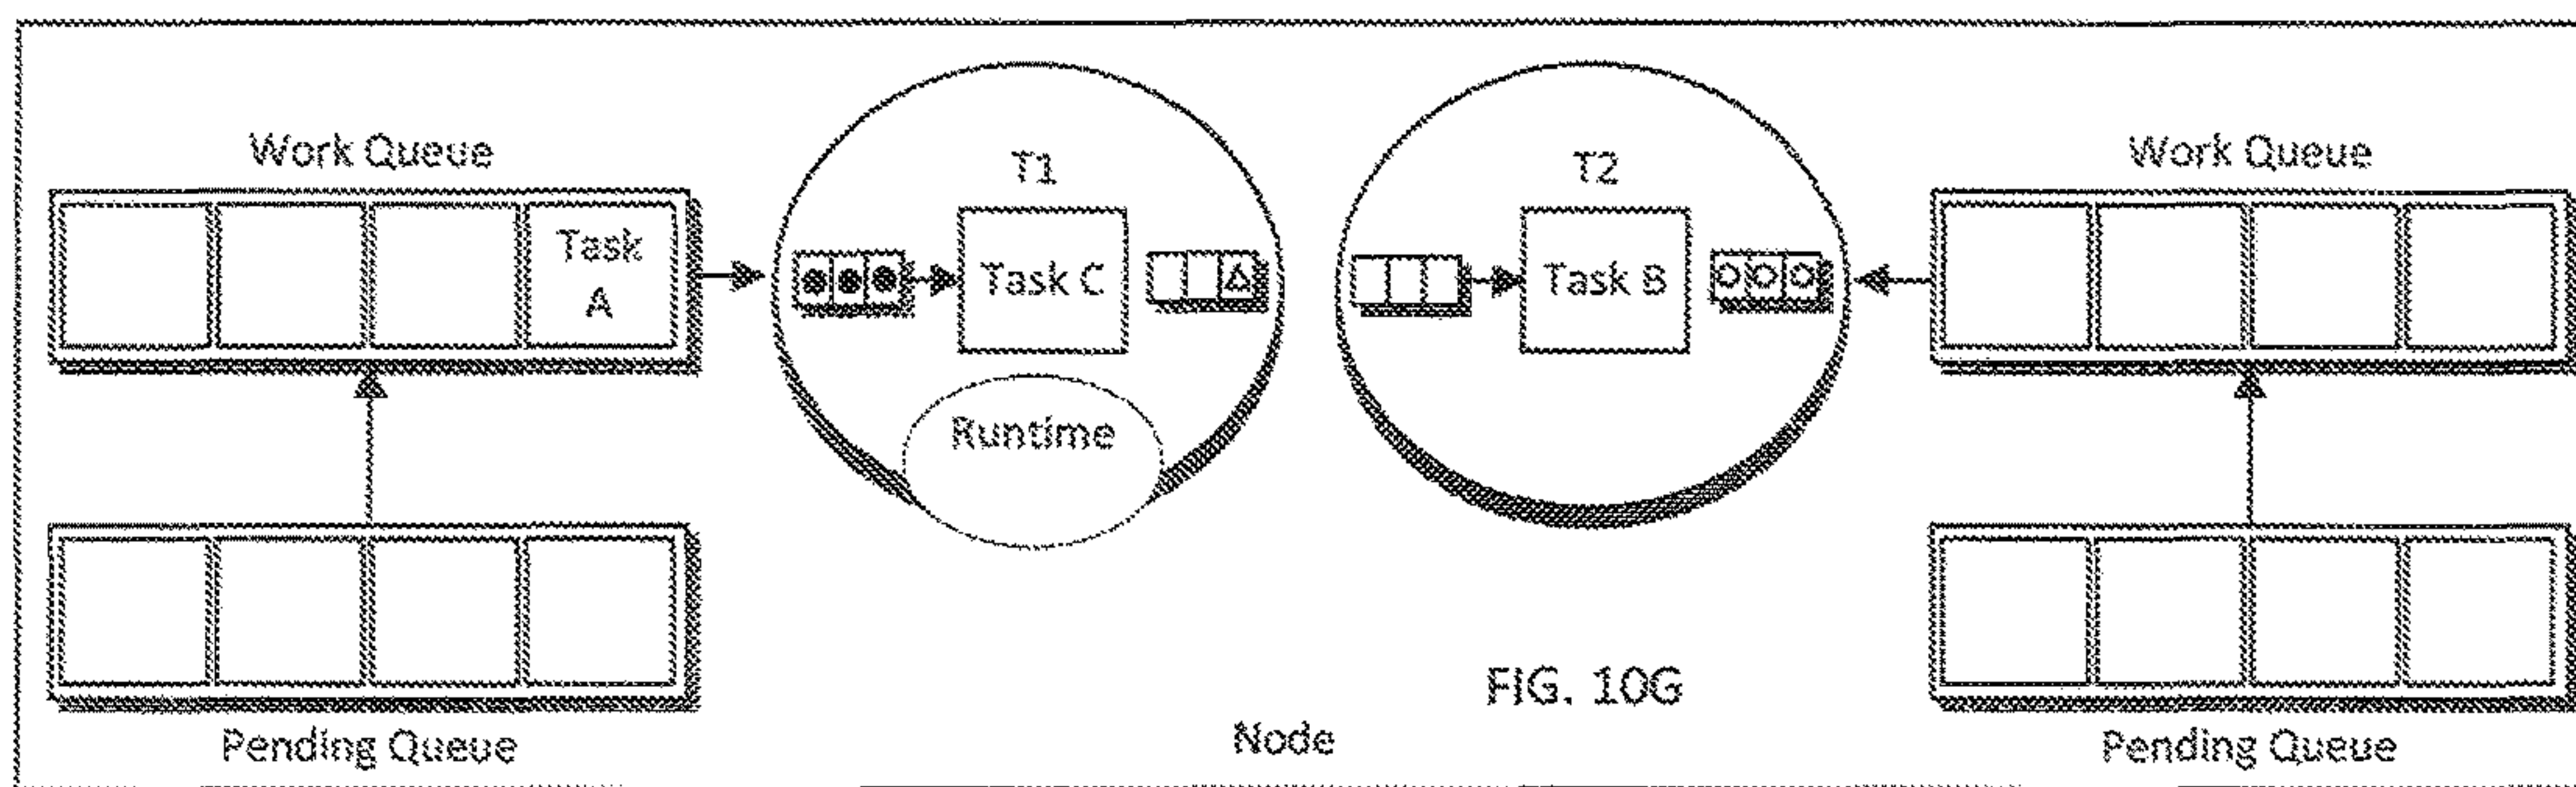 Work Queue
T1
T2
Work Queue
Task
A
Task C
Task B
Runtime
FIG. 10G
Pending Queue
Node
Pending Queue